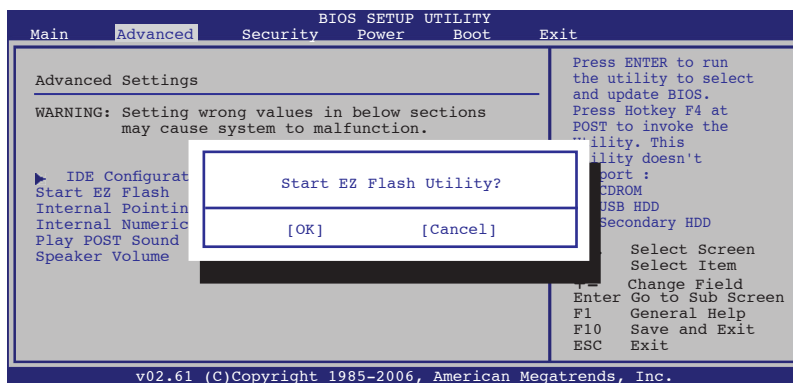 BIOS SETUP UTILITY
Main Advanced Security Power Boot Exit
Advanced Settings
WARNING: Setting wrong values in below sections
may cause system to malfunction.
IDE Configurat
Start EZ Flash
Internal Pointin
Internal Numeric
Play POST Sound
Speaker Volume
Start EZ Flash Utility?
[OK] [Cancel]
Press ENTER to run
the utility to select
and update BIOS.
Press Hotkey F4 at
POST to invoke the
Utility. This
ility doesn't
port :
CDROM
USB HDD
Secondary HDD
Select Screen
Select Item
+- Change Field
Enter Go to Sub Screen
F1 General Help
F10 Save and Exit
ESC Exit
v02.61 (C)Copyright 1985-2006, American Megatrends, Inc.